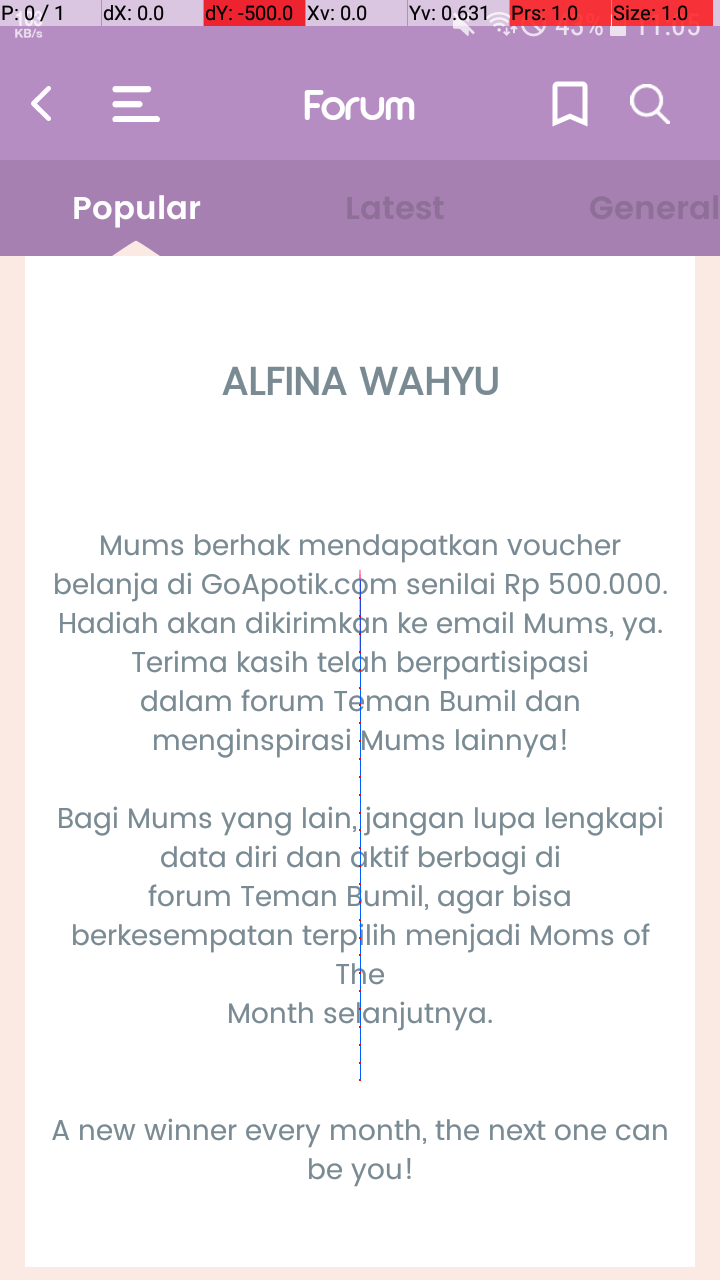 P: 0 / 1 dX: 0.0 dY: -500.0 Xv: 0.0 Yv: 0.631 Prs: 1.0 Size: 1.0
KB/s 43% 11:05
Forum
Popular Latest General
ALFINA WAHYU
Mums berhak mendapatkan voucher
belanja di GoApotik.com senilai Rp 500.000.
Hadiah akan dikirimkan ke email Mums, ya.
Terima kasih telah berpartisipasi
dalam forum Teman Bumil dan
menginspirasi Mums lainnya!
Bagi Mums yang lain, jangan lupa lengkapi
data diri dan aktif berbagi di
forum Teman Bumil, agar bisa
berkesempatan terpilih menjadi Moms of
The
Month selanjutnya.
A new winner every month, the next one can
be you!